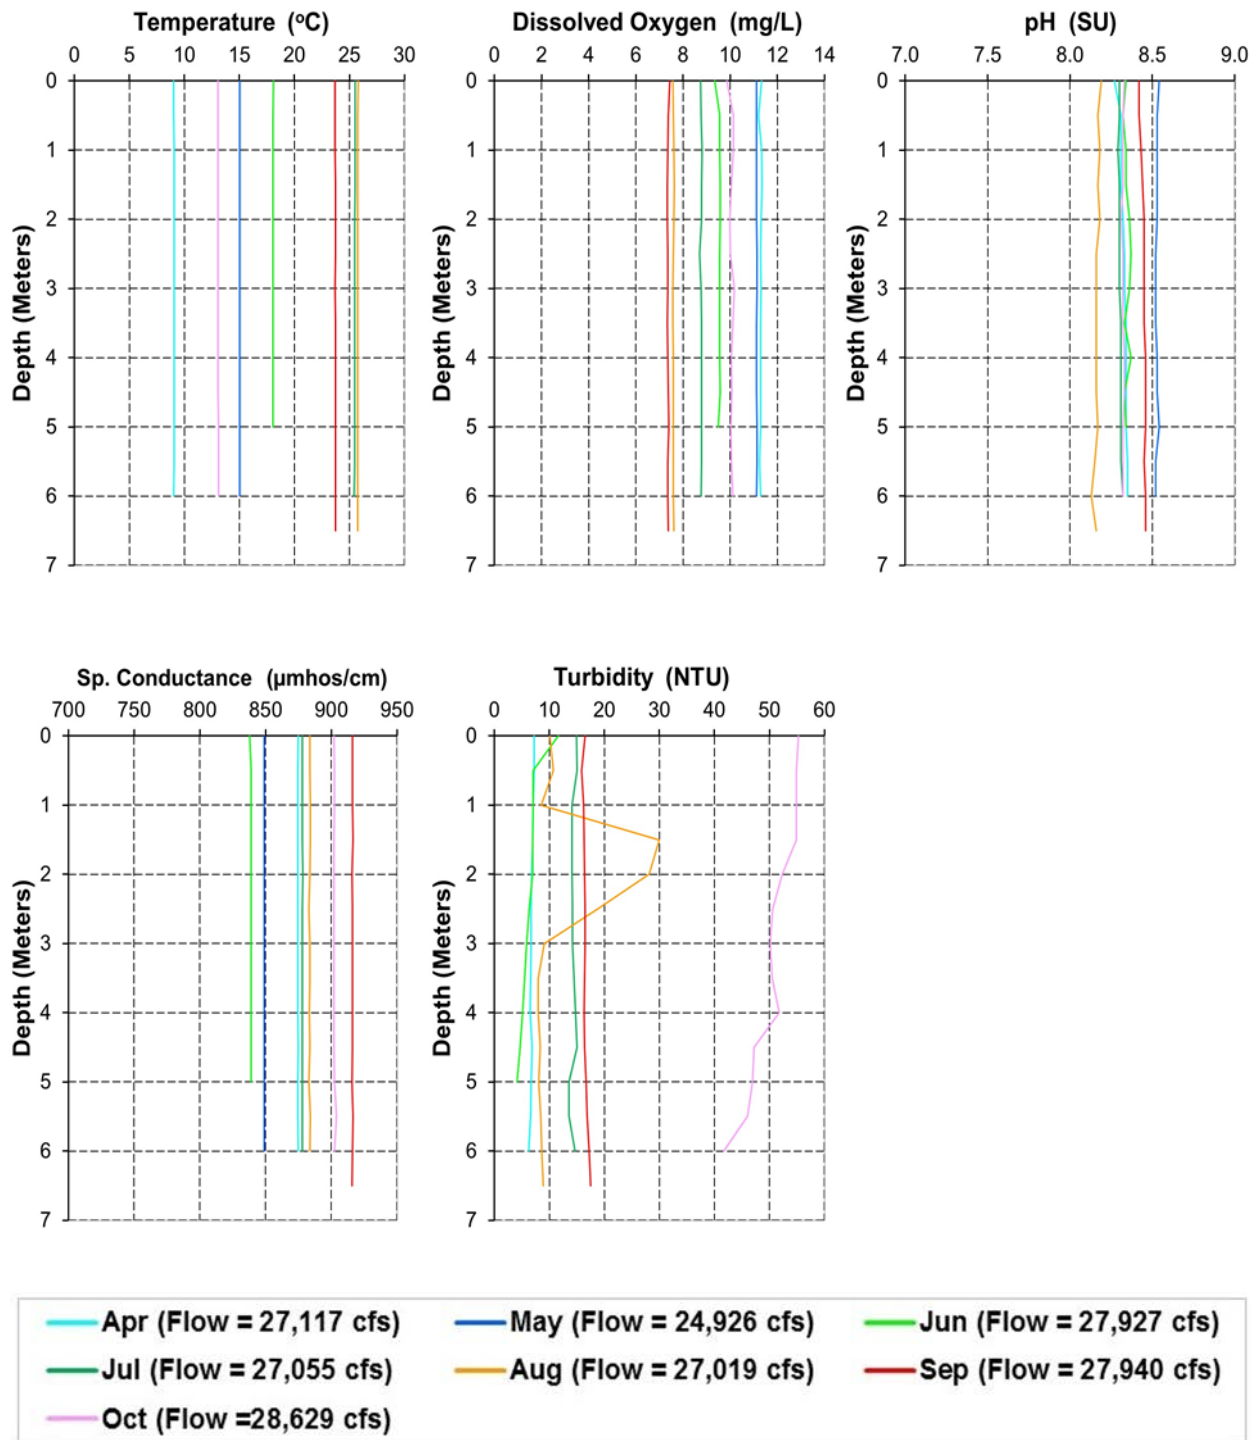 Temperature (ºC)
0 5 10 15 20 25 30
0
1
2
3
4
5
6
7
Depth (Meters)
Dissolved Oxygen (mg/L)
0 2 4 6 8 10 12 14
0
1
2
3
4
5
6
7
Depth (Meters)
pH (SU)
7.0 7.5 8.0 8.5 9.0
0
1
2
3
4
5
6
7
Depth (Meters)
Sp. Conductance (µmhos/cm)
700 750 800 850 900 950
0
1
2
3
4
5
6
7
Depth (Meters)
Turbidity (NTU)
0 10 20 30 40 50 60
0
1
2
3
4
5
6
7
Depth (Meters)
Apr (Flow = 27,117 cfs) May (Flow = 24,926 cfs) Jun (Flow = 27,927 cfs)
Jul (Flow = 27,055 cfs) Aug (Flow = 27,019 cfs) Sep (Flow = 27,940 cfs)
Oct (Flow =28,629 cfs)